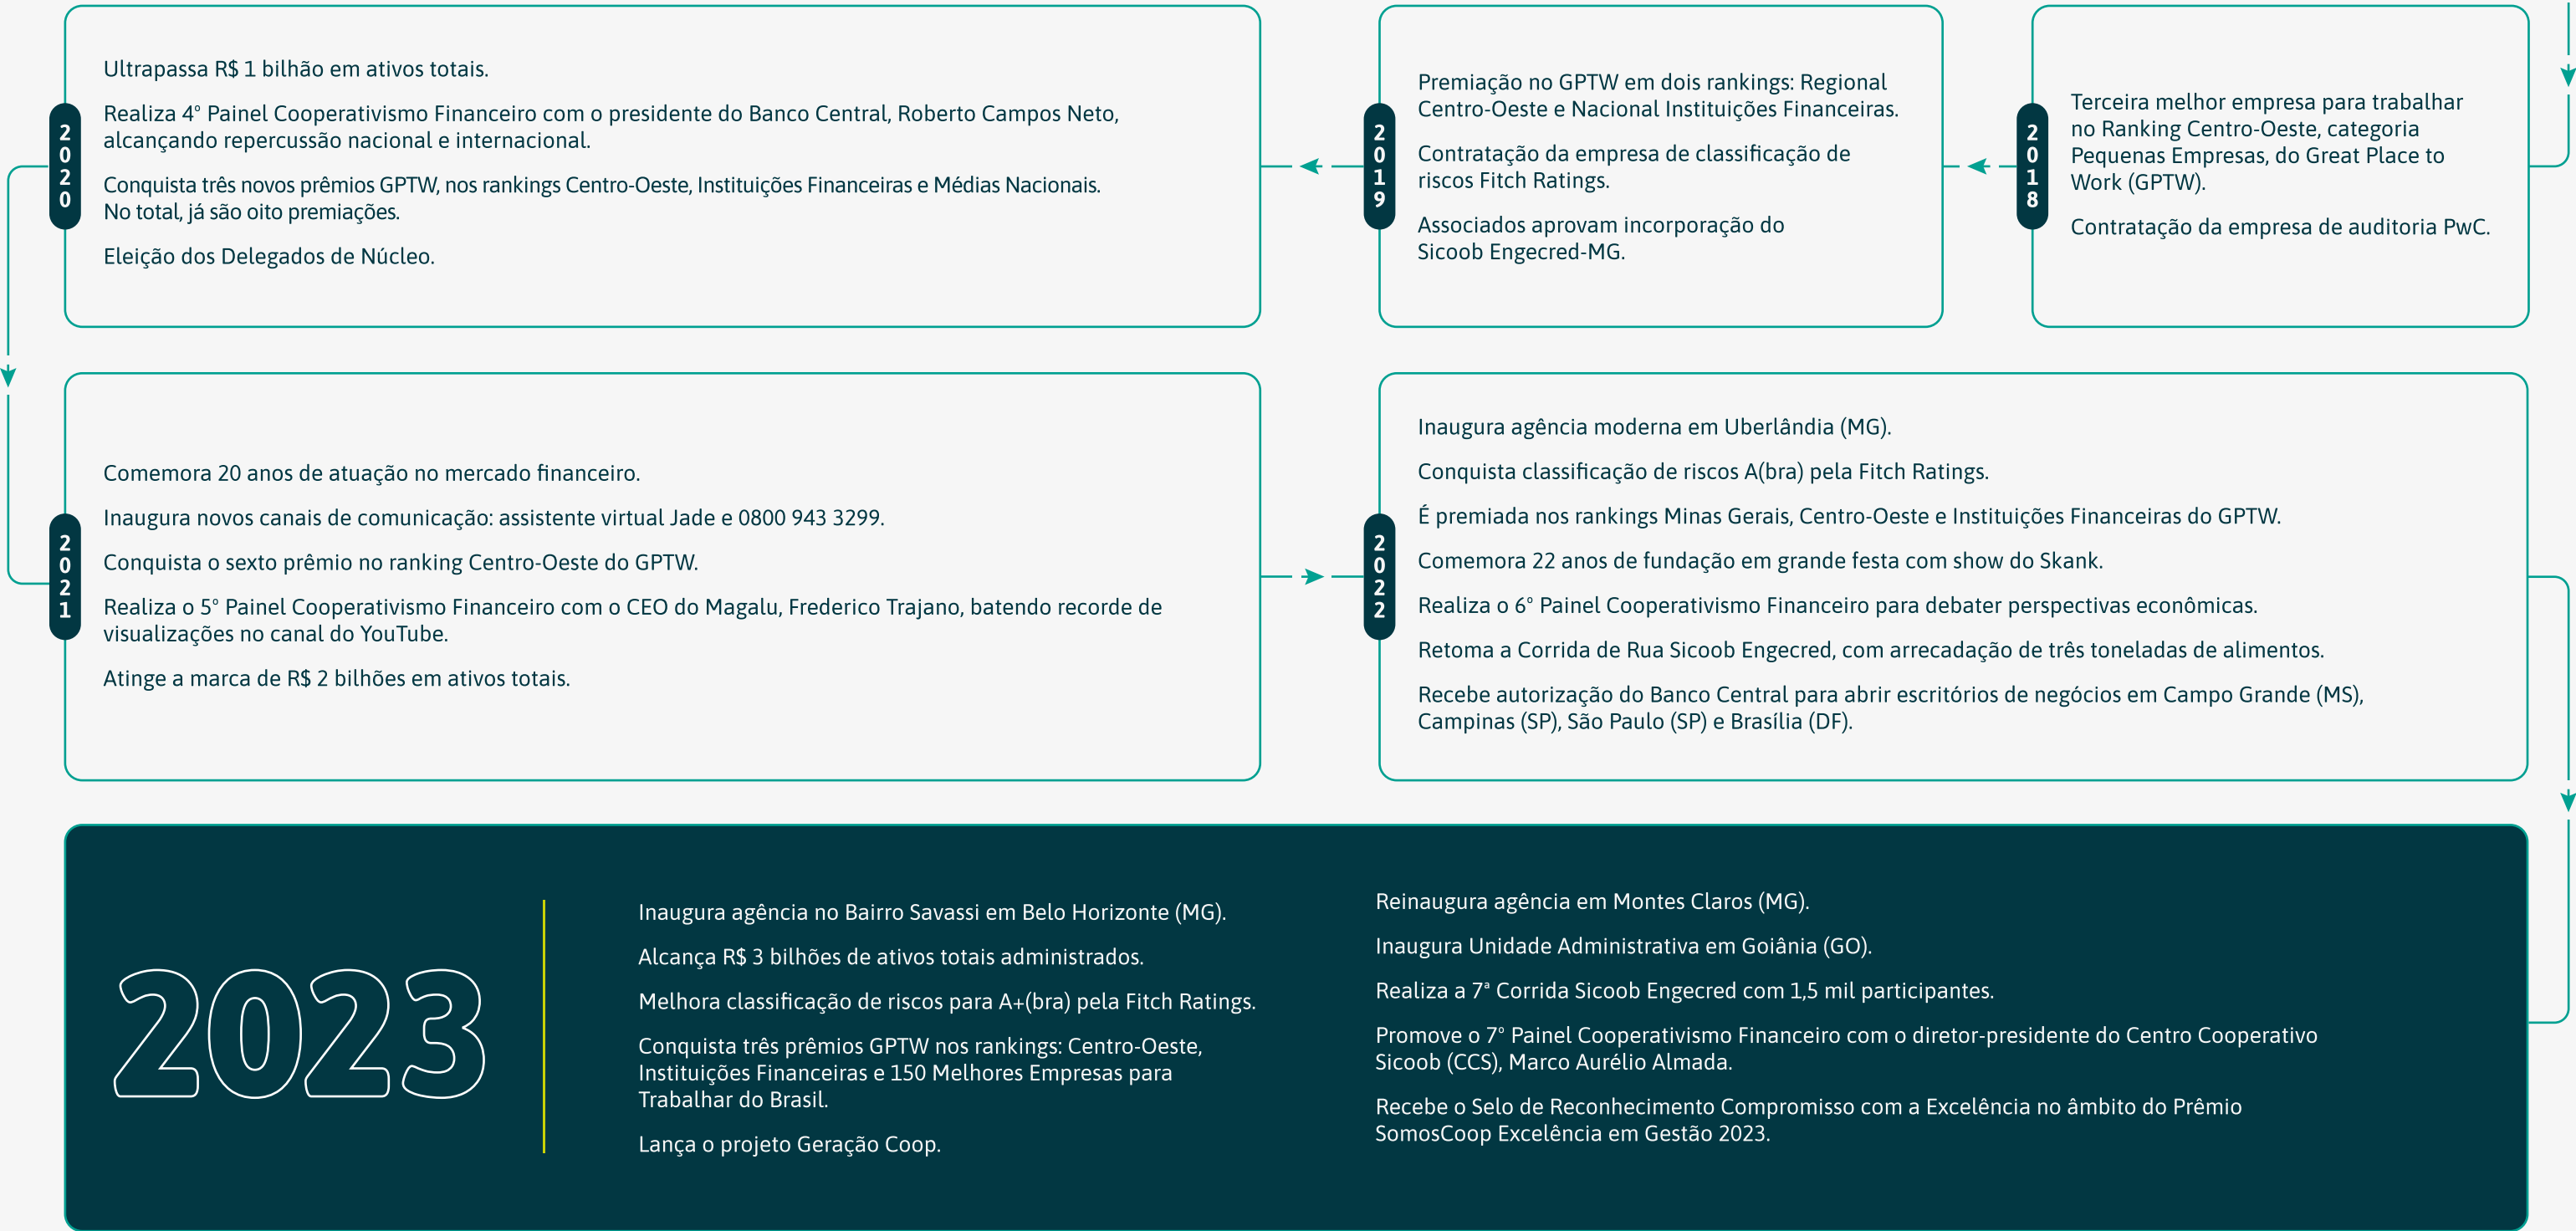 2018
Terceira melhor empresa para trabalhar
no Ranking Centro-Oeste, categoria
Pequenas Empresas, do Great Place to
Work (GPTW).
Contratação da empresa de auditoria PwC.
2019
Premiação no GPTW em dois rankings: Regional
Centro-Oeste e Nacional Instituições Financeiras.
Contratação da empresa de classificação de
riscos Fitch Ratings.
Associados aprovam incorporação do
Sicoob Engecred-MG.
2020
Ultrapassa R$ 1 bilhão em ativos totais.
Realiza 4º Painel Cooperativismo Financeiro com o presidente do Banco Central, Roberto Campos Neto,
alcançando repercussão nacional e internacional.
Conquista três novos prêmios GPTW, nos rankings Centro-Oeste, Instituições Financeiras e Médias Nacionais.
No total, já são oito premiações.
Eleição dos Delegados de Núcleo.
2021
Comemora 20 anos de atuação no mercado financeiro.
Inaugura novos canais de comunicação: assistente virtual Jade e 0800 943 3299.
Conquista o sexto prêmio no ranking Centro-Oeste do GPTW.
Realiza o 5º Painel Cooperativismo Financeiro com o CEO do Magalu, Frederico Trajano, batendo recorde de
visualizações no canal do YouTube.
Atinge a marca de R$ 2 bilhões em ativos totais.
2022
Inaugura agência moderna em Uberlândia (MG).
Conquista classificação de riscos A(bra) pela Fitch Ratings.
É premiada nos rankings Minas Gerais, Centro-Oeste e Instituições Financeiras do GPTW.
Comemora 22 anos de fundação em grande festa com show do Skank.
Realiza o 6º Painel Cooperativismo Financeiro para debater perspectivas econômicas.
Retoma a Corrida de Rua Sicoob Engecred, com arrecadação de três toneladas de alimentos.
Recebe autorização do Banco Central para abrir escritórios de negócios em Campo Grande (MS),
Campinas (SP), São Paulo (SP) e Brasília (DF).
2023
Inaugura agência no Bairro Savassi em Belo Horizonte (MG).
Alcança R$ 3 bilhões de ativos totais administrados.
Melhora classificação de riscos para A+(bra) pela Fitch Ratings.
Conquista três prêmios GPTW nos rankings: Centro-Oeste,
Instituições Financeiras e 150 Melhores Empresas para
Trabalhar do Brasil.
Lança o projeto Geração Coop.
Reinaugura agência em Montes Claros (MG).
Inaugura Unidade Administrativa em Goiânia (GO).
Realiza a 7ª Corrida Sicoob Engecred com 1,5 mil participantes.
Promove o 7º Painel Cooperativismo Financeiro com o diretor-presidente do Centro Cooperativo
Sicoob (CCS), Marco Aurélio Almada.
Recebe o Selo de Reconhecimento Compromisso com a Excelência no âmbito do Prêmio
SomosCoop Excelência em Gestão 2023.